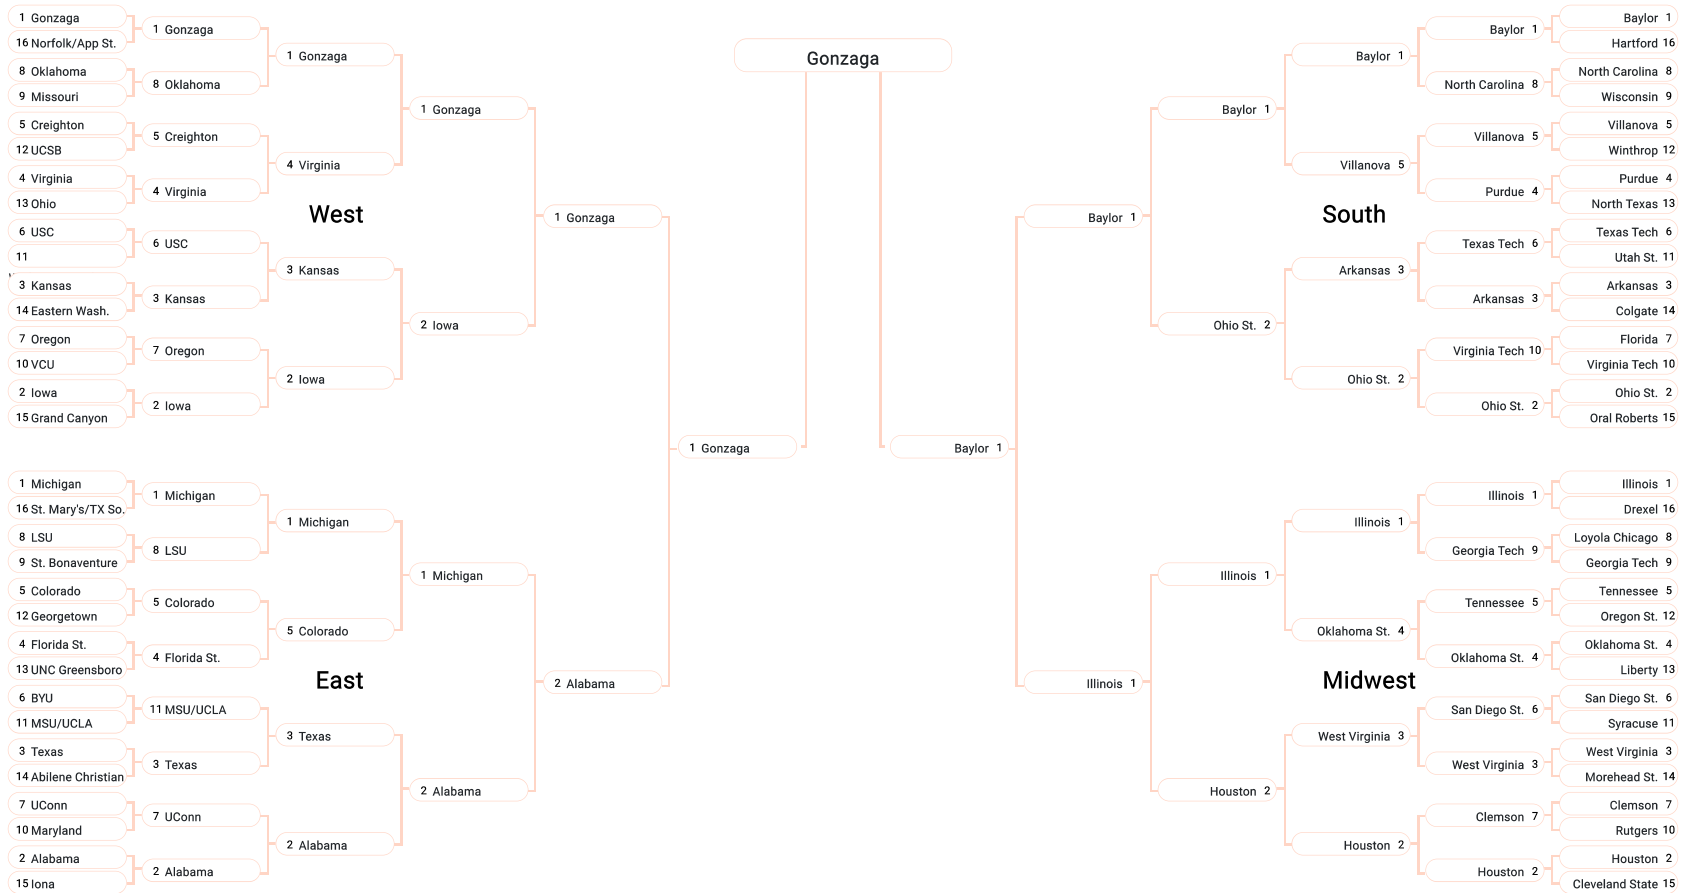 1 Gonzaga
16 Norfolk/App St.
8 Oklahoma
9 Missouri
5 Creighton
12 UCSB
4 Virginia
13 Ohio
6 USC
11
3 Kansas
14 Eastern Wash.
7 Oregon
10 VCU
2 Iowa
15 Grand Canyon
1 Gonzaga
8 Oklahoma
5 Creighton
4 Virginia
6 USC
3 Kansas
7 Oregon
2 Iowa
1 Gonzaga
4 Virginia
3 Kansas
2 Iowa
West
1 Gonzaga
2 Iowa
1 Gonzaga
1 Michigan
16 St. Mary's/TX So.
8 LSU
9 St. Bonaventure
5 Colorado
12 Georgetown
4 Florida St.
13 UNC Greensboro
6 BYU
11 MSU/UCLA
3 Texas
14 Abilene Christian
7 UConn
10 Maryland
2 Alabama
15 Iona
1 Michigan
8 LSU
5 Colorado
4 Florida St.
11 MSU/UCLA
3 Texas
7 UConn
2 Alabama
1 Michigan
5 Colorado
3 Texas
2 Alabama
East
1 Michigan
2 Alabama
2 Alabama
1 Gonzaga
Gonzaga
Baylor 1
Baylor 1
Baylor 1
Ohio St. 2
South
Baylor 1
Villanova 5
Arkansas 3
Ohio St. 2
Baylor 1
North Carolina 8
Villanova 5
Purdue 4
Texas Tech 6
Arkansas 3
Virginia Tech 10
Ohio St. 2
Baylor 1
Hartford 16
North Carolina 8
Wisconsin 9
Villanova 5
Winthrop 12
Purdue 4
North Texas 13
Texas Tech 6
Utah St. 11
Arkansas 3
Colgate 14
Florida 7
Virginia Tech 10
Ohio St. 2
Oral Roberts 15
Illinois 1
Illinois 1
Houston 2
Midwest
Illinois 1
Oklahoma St. 4
West Virginia 3
Houston 2
Illinois 1
Georgia Tech 9
Tennessee 5
Oklahoma St. 4
San Diego St. 6
West Virginia 3
Clemson 7
Houston 2
Illinois 1
Drexel 16
Loyola Chicago 8
Georgia Tech 9
Tennessee 5
Oregon St. 12
Oklahoma St. 4
Liberty 13
San Diego St. 6
Syracuse 11
West Virginia 3
Morehead St. 14
Clemson 7
Rutgers 10
Houston 2
Cleveland State 15